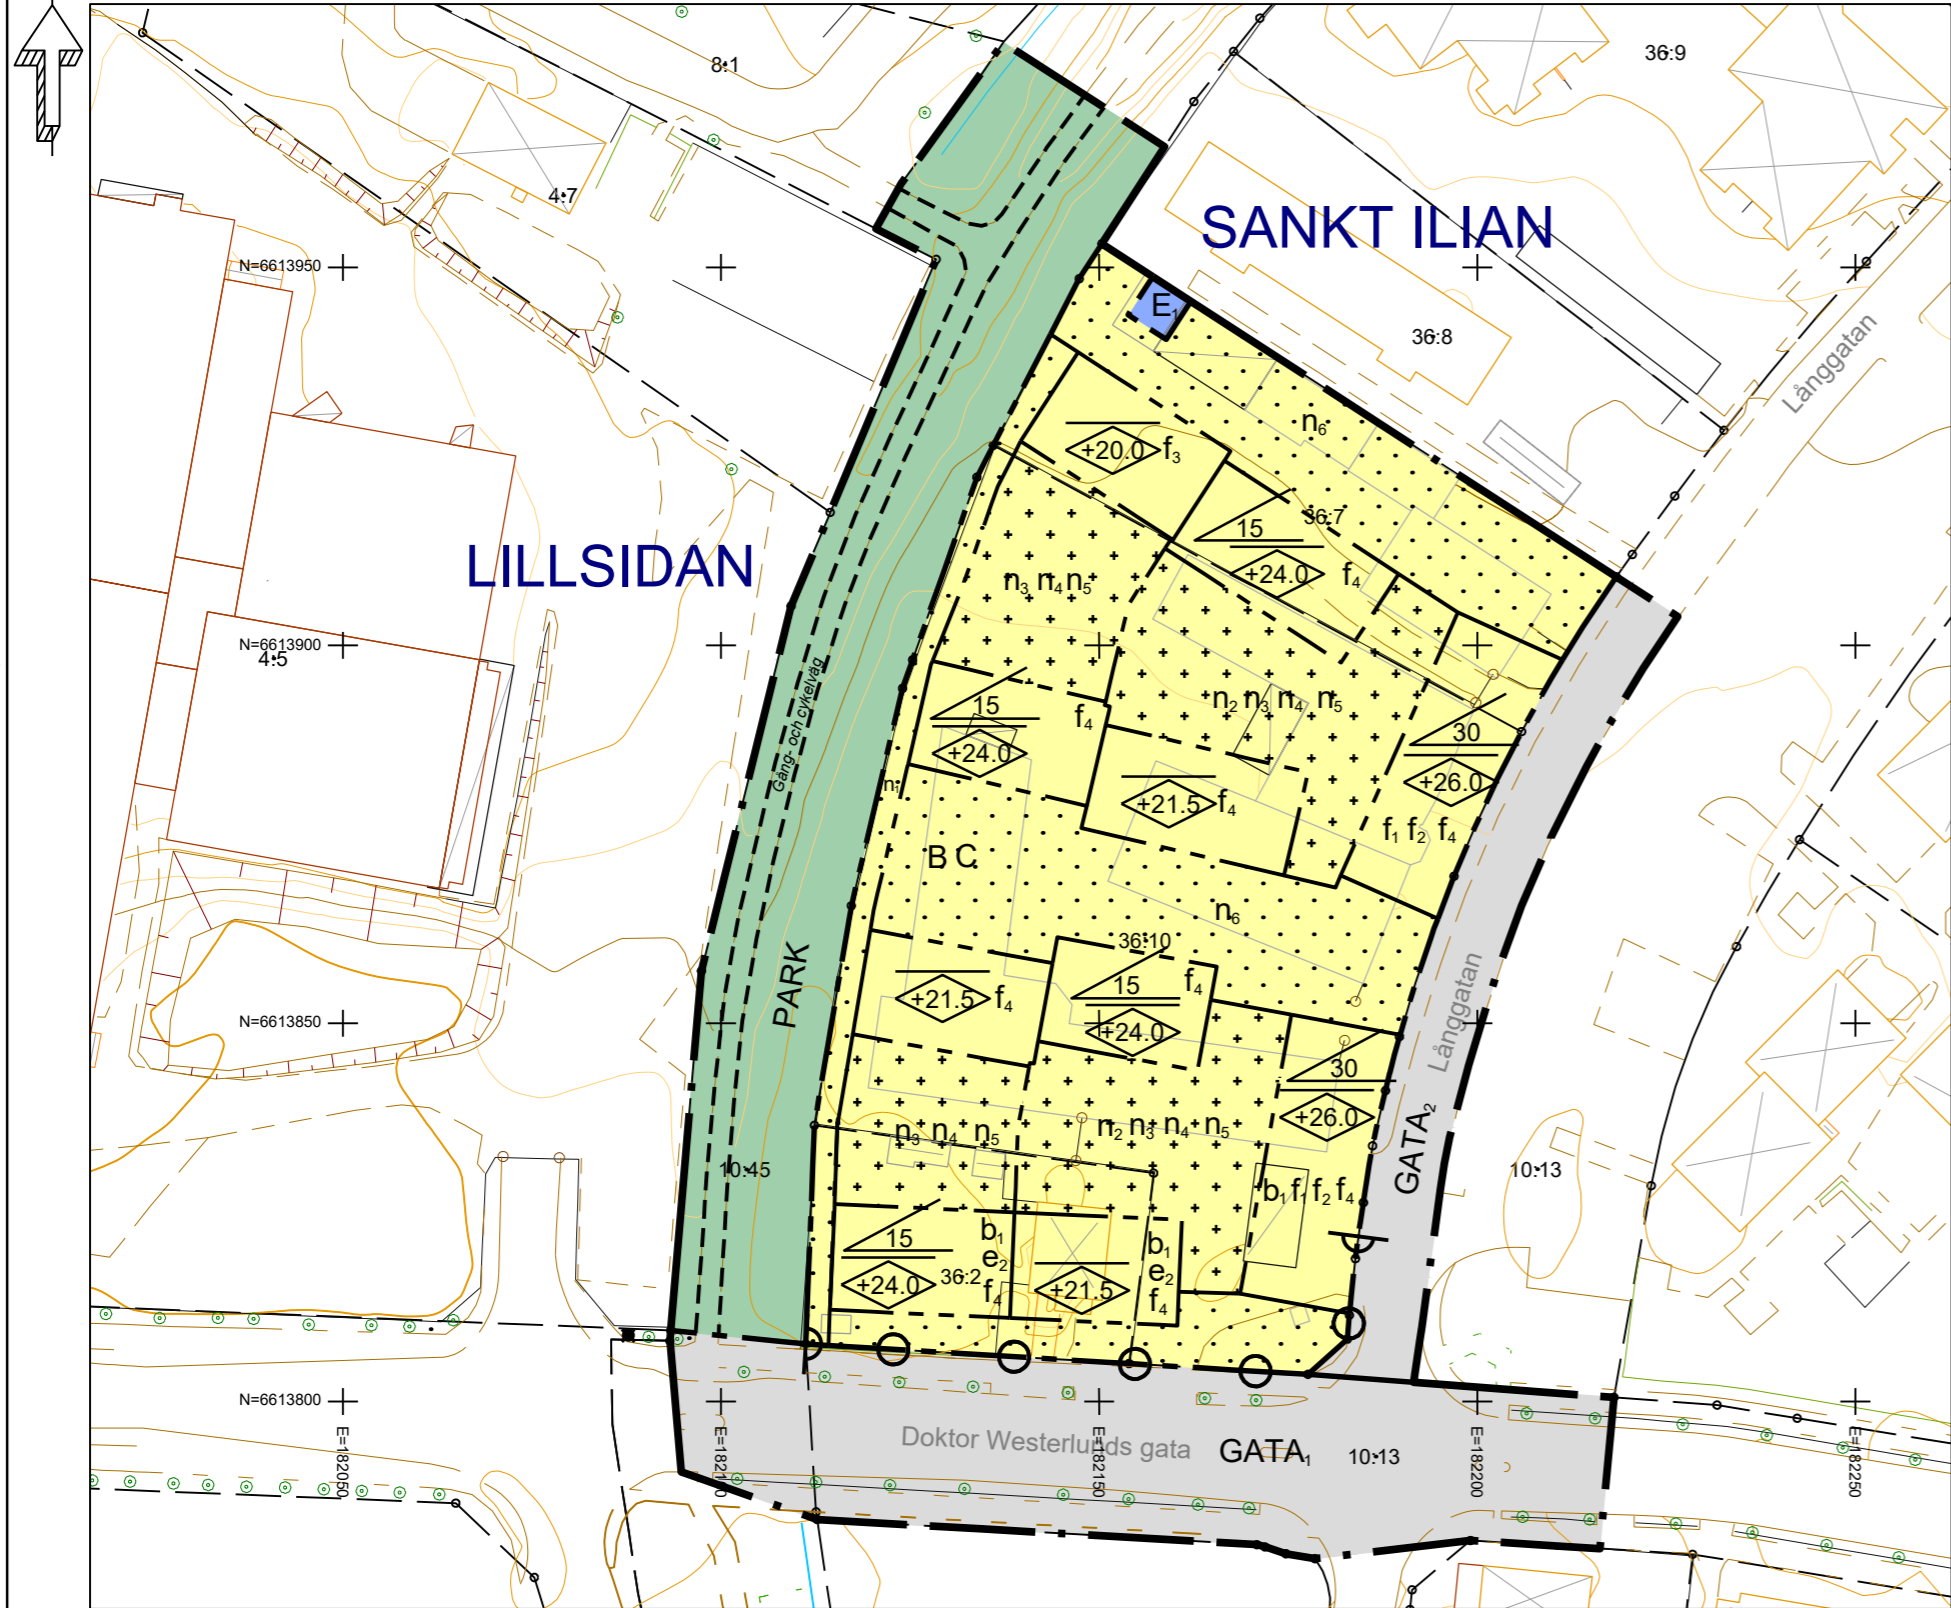 8:1
36:9
4:7
SANKT ILIAN
N=6613950
E₁
36:8
Långgatan
n₆
+20.0 f₃
15
36:7
LILLSIDAN
n₃ n₄ n₅
+24.0 f₄
N=6613900
4:5
Gång- och cykelväg
n₂ n₃ n₄ n₅
15
f₄
30
+24.0
+26.0
n₁
+21.5 f₄
f₁ f₂ f₄
B C
n₆
36:10
PARK
15
f₄
+21.5 f₄
Långgatan
N=6613850
+24.0
30
+26.0
GATA₂
n₃ n₄ n₅
n₂ n₃ n₄ n₅
10:45
10:13
b₁ f₁ f₂ f₄
15
b₁
e₂
f₄
b₁
e₂
f₄
+24.0
36:2
+21.5
N=6613800
Doktor Westerlunds gata
GATA₁
10:13
E=182050
E=182100
E=182150
E=182200
E=182250